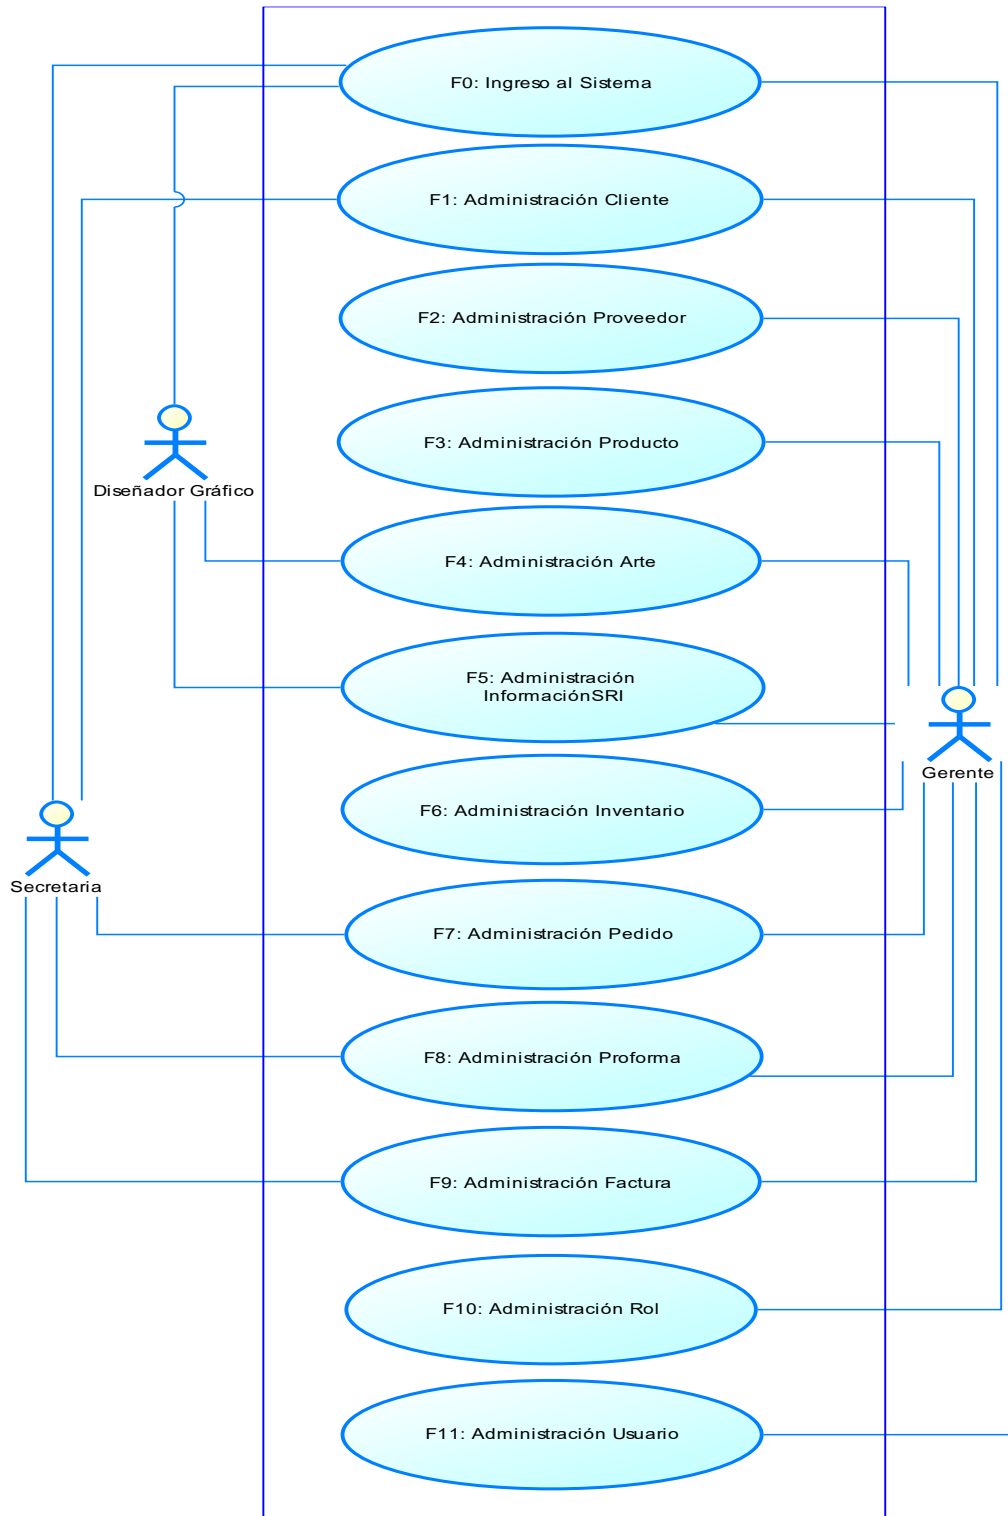 F0: Ingreso al Sistema
F1: Administración Cliente
F2: Administración Proveedor
F3: Administración Producto
Diseñador Gráfico
F4: Administración Arte
F5: Administración
InformaciónSRI
Gerente
F6: Administración Inventario
Secretaria
F7: Administración Pedido
F8: Administración Proforma
F9: Administración Factura
F10: Administración Rol
F11: Administración Usuario